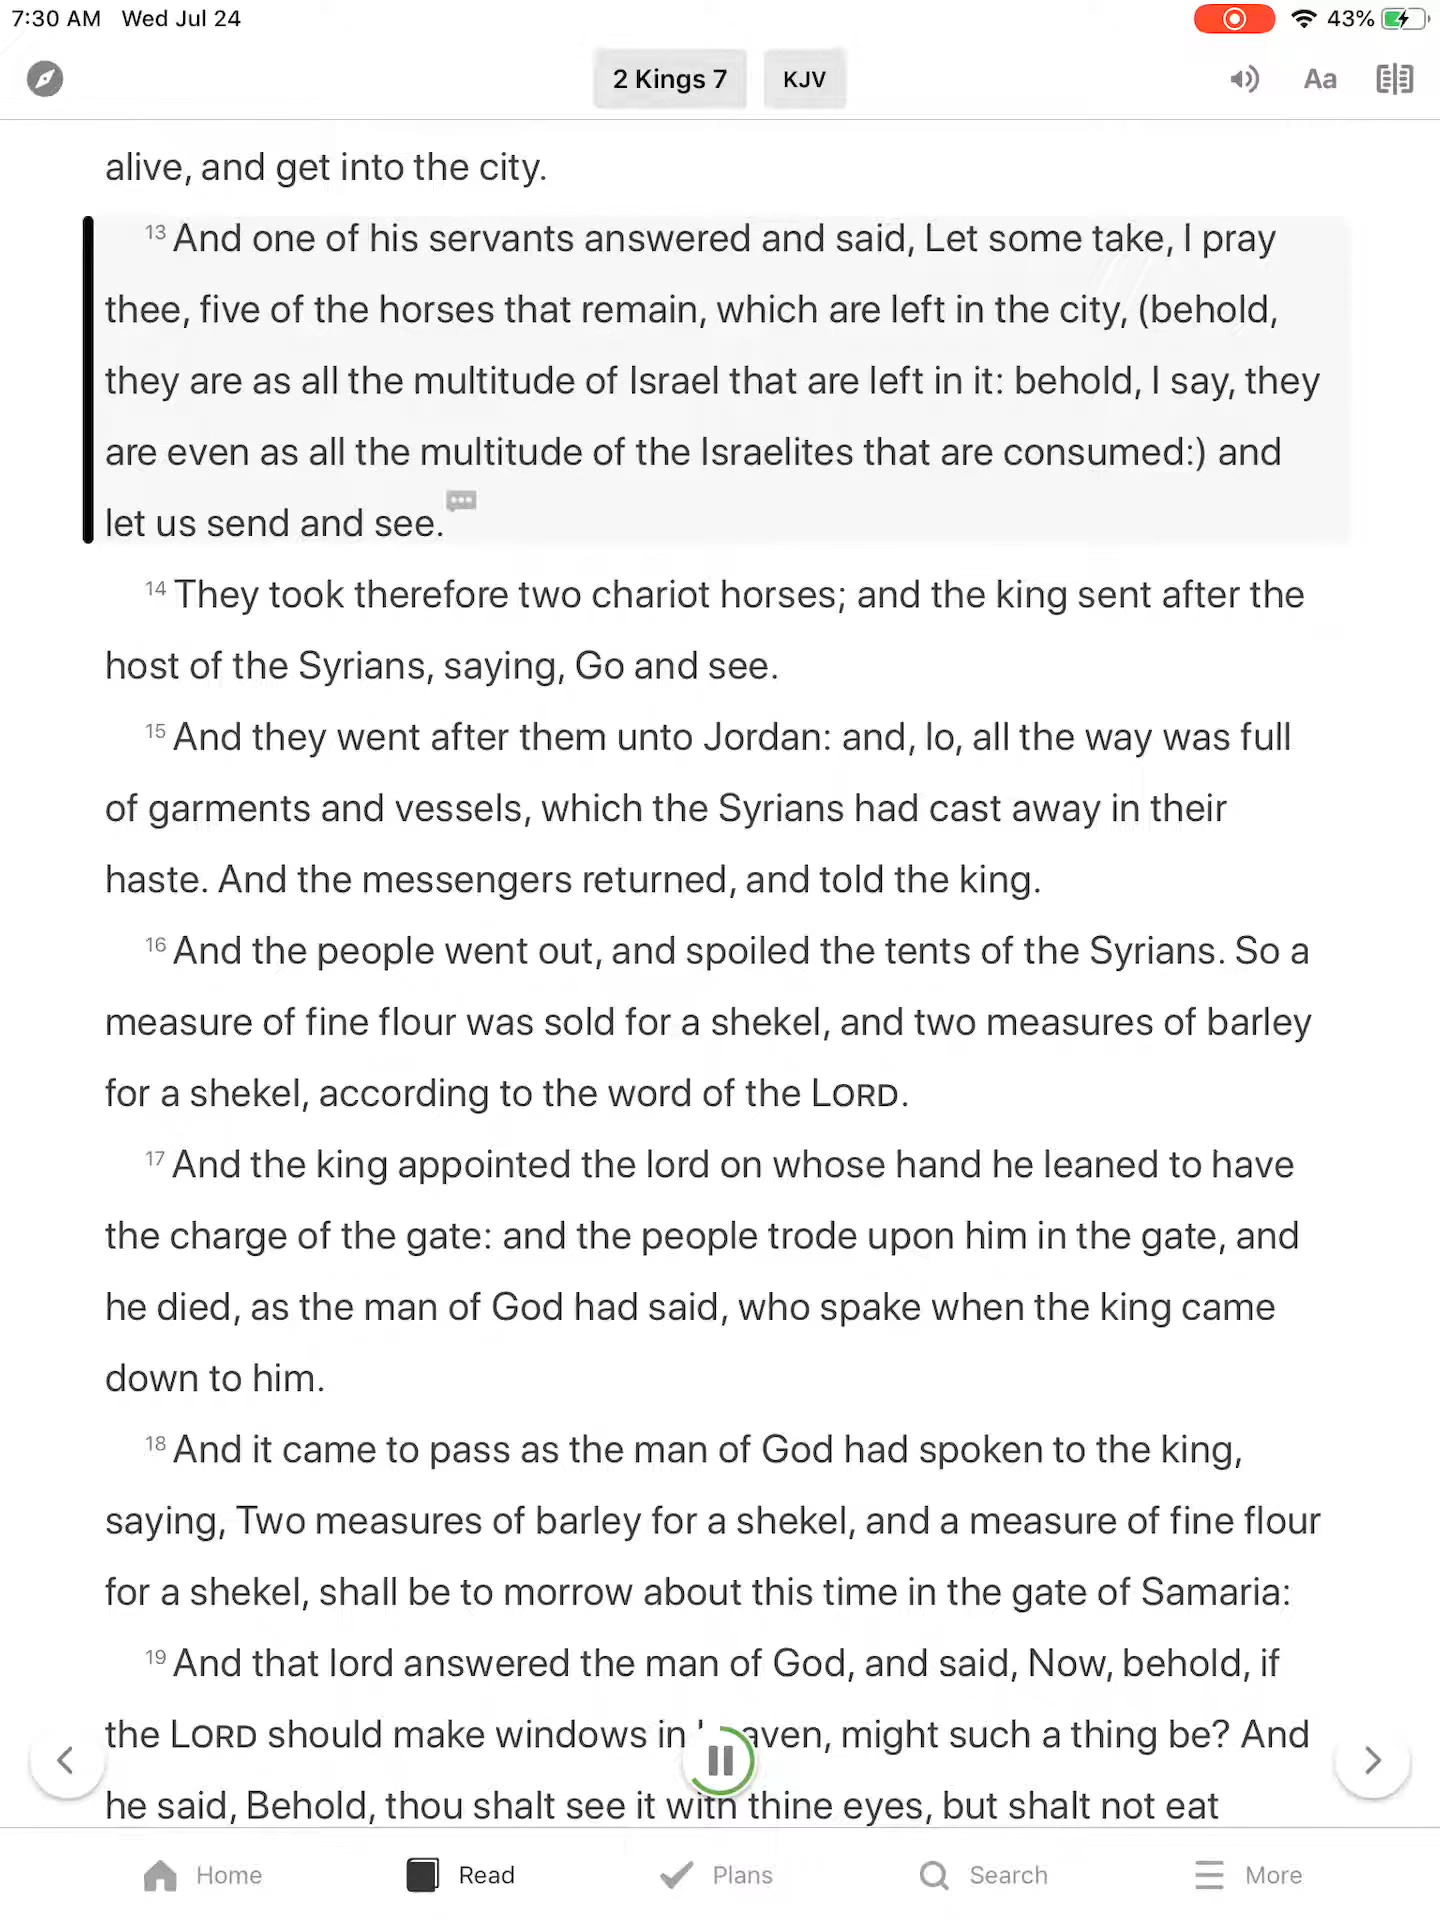 7:30 AM Wed Jul 24 43%
2 Kings 7 KJV Aa
alive, and get into the city.
13 And one of his servants answered and said, Let some take, I pray
thee, five of the horses that remain, which are left in the city, (behold,
they are as all the multitude of Israel that are left in it: behold, I say, they
are even as all the multitude of the Israelites that are consumed:) and
let us send and see.
14 They took therefore two chariot horses; and the king sent after the
host of the Syrians, saying, Go and see.
15 And they went after them unto Jordan: and, lo, all the way was full
of garments and vessels, which the Syrians had cast away in their
haste. And the messengers returned, and told the king.
16 And the people went out, and spoiled the tents of the Syrians. So a
measure of fine flour was sold for a shekel, and two measures of barley
for a shekel, according to the word of the LORD.
17 And the king appointed the lord on whose hand he leaned to have
the charge of the gate: and the people trode upon him in the gate, and
he died, as the man of God had said, who spake when the king came
down to him.
18 And it came to pass as the man of God had spoken to the king,
saying, Two measures of barley for a shekel, and a measure of fine flour
for a shekel, shall be to morrow about this time in the gate of Samaria:
19 And that lord answered the man of God, and said, Now, behold, if
the LORD should make windows in might such a thing be? And
he said, Behold, thou shalt see it with thine eyes, but shalt not eat
Home Read Plans Search More